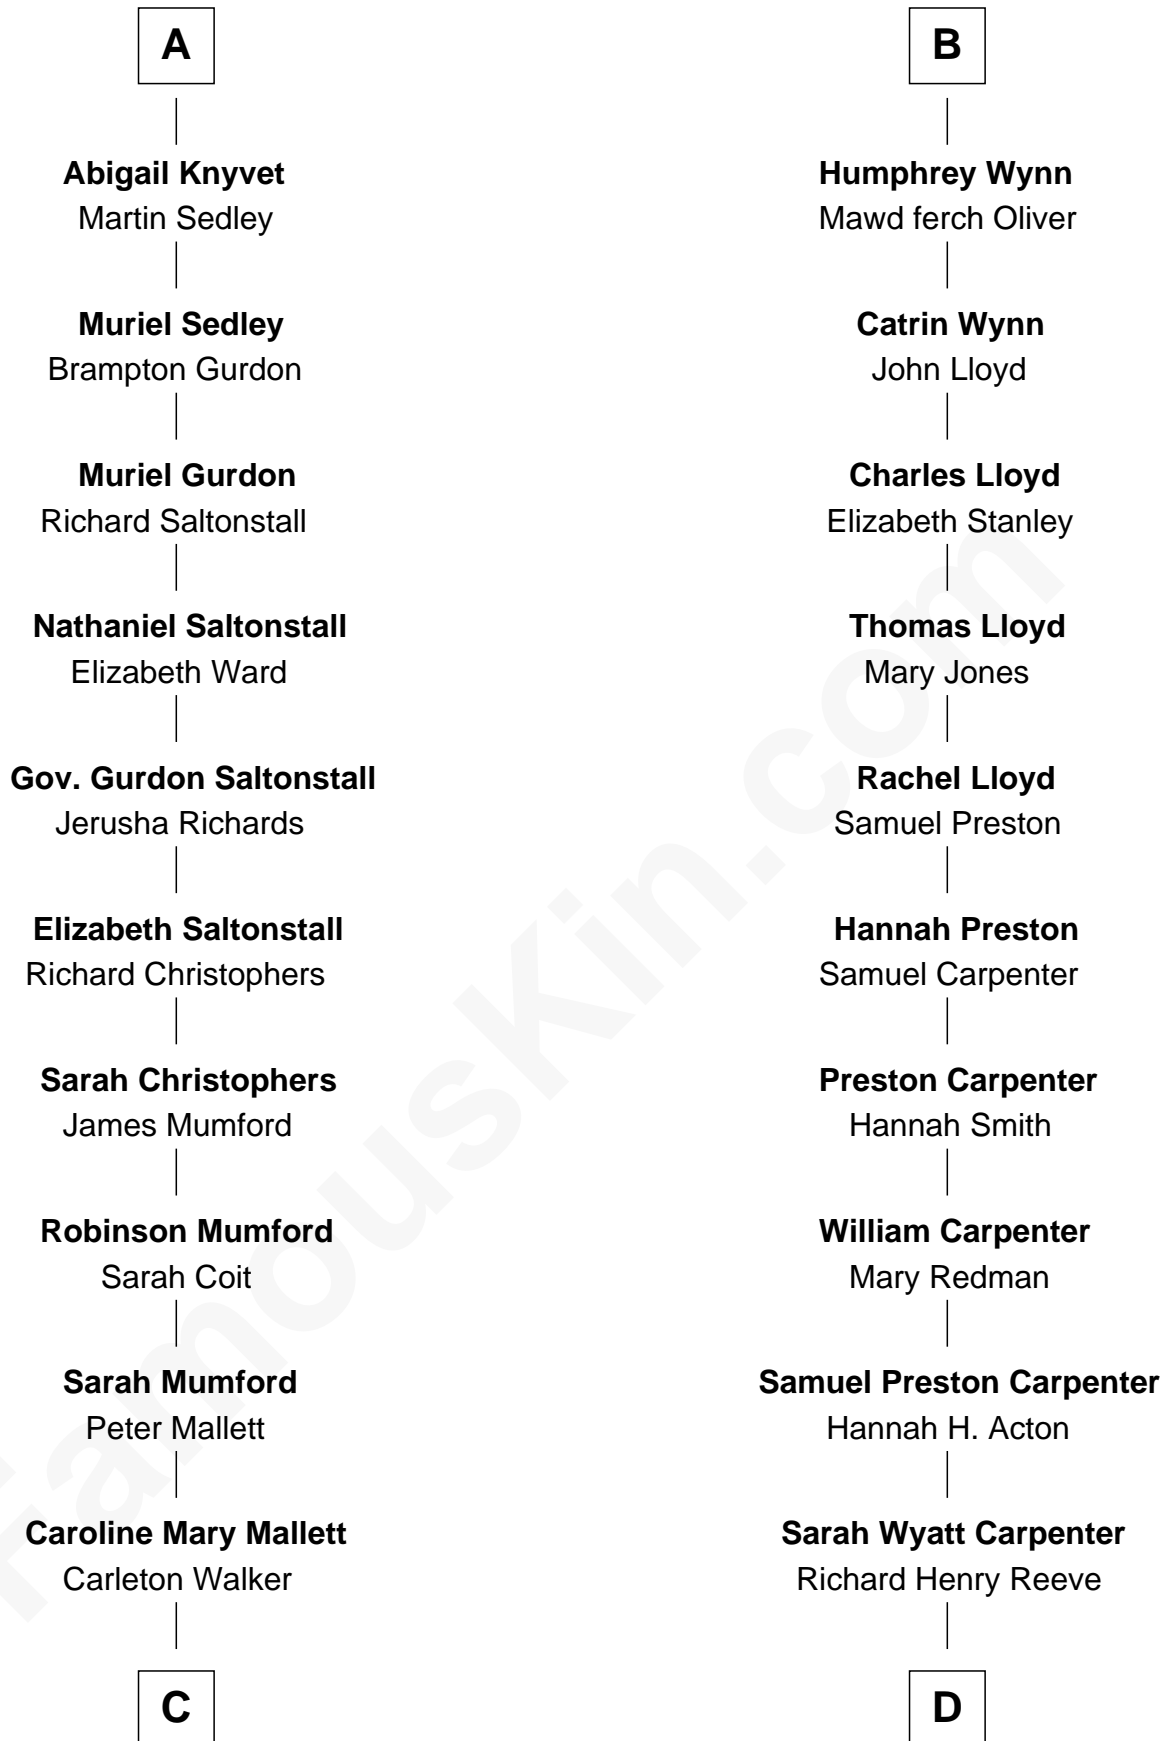 A
Abigail Knyvet
Martin Sedley
Muriel Sedley
Brampton Gurdon
Muriel Gurdon
Richard Saltonstall
Nathaniel Saltonstall
Elizabeth Ward
Gov. Gurdon Saltonstall
Jerusha Richards
Elizabeth Saltonstall
Richard Christophers
Sarah Christophers
James Mumford
Robinson Mumford
Sarah Coit
Sarah Mumford
Peter Mallett
Caroline Mary Mallett
Carleton Walker
C
B
Humphrey Wynn
Mawd ferch Oliver
Catrin Wynn
John Lloyd
Charles Lloyd
Elizabeth Stanley
Thomas Lloyd
Mary Jones
Rachel Lloyd
Samuel Preston
Hannah Preston
Samuel Carpenter
Preston Carpenter
Hannah Smith
William Carpenter
Mary Redman
Samuel Preston Carpenter
Hannah H. Acton
Sarah Wyatt Carpenter
Richard Henry Reeve
D
FamousKin.com